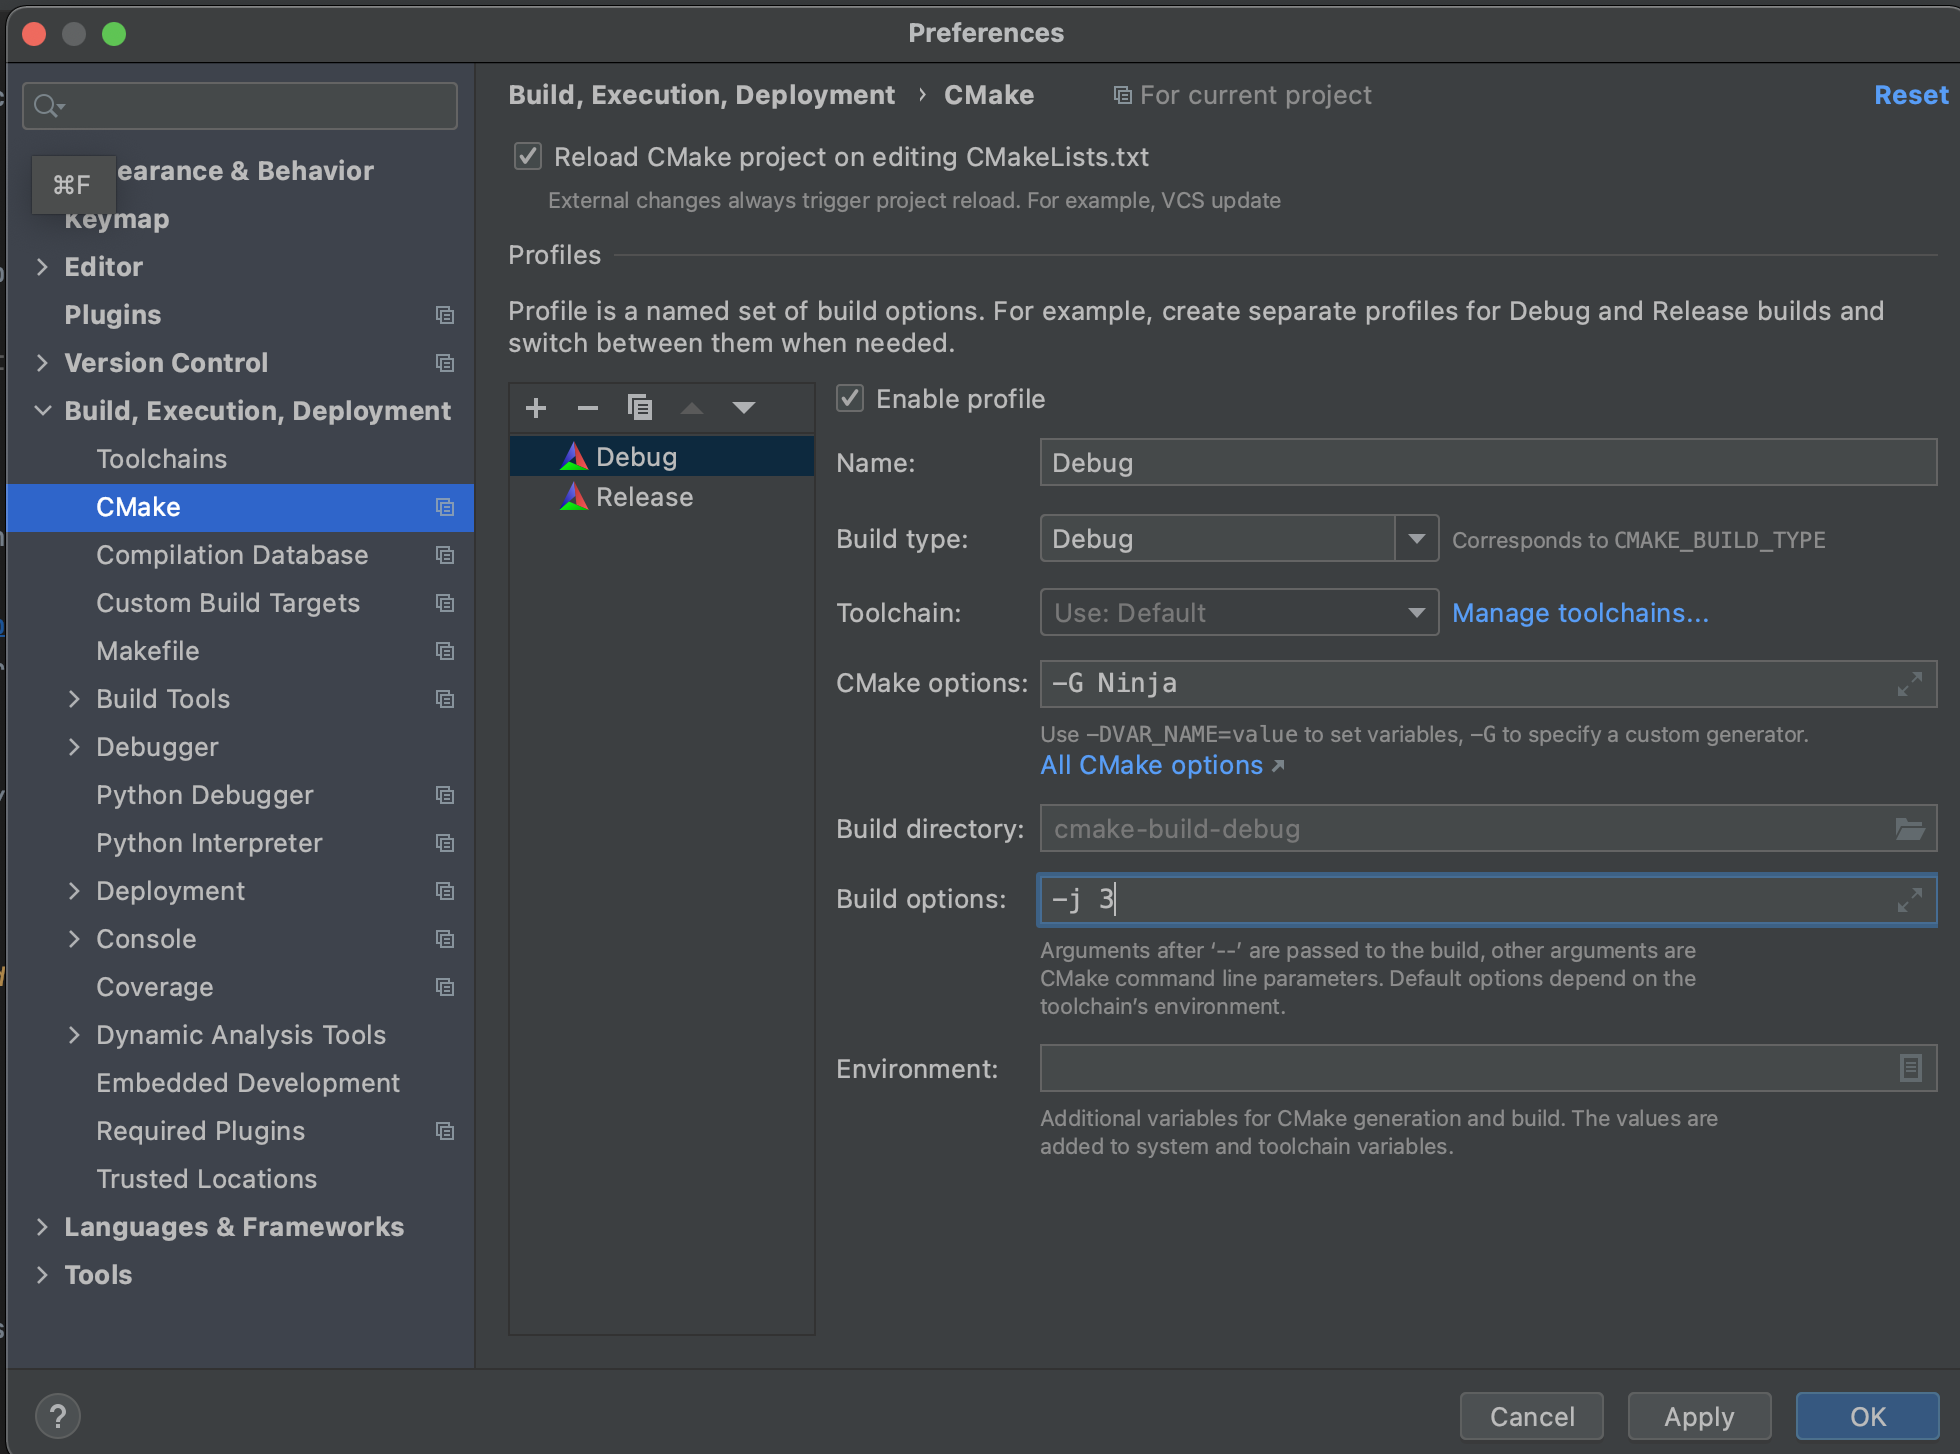 Preferences
⌘F
earance & Behavior
Keymap
Editor
Plugins
Version Control
Build, Execution, Deployment
Toolchains
CMake
Compilation Database
Custom Build Targets
Makefile
Build Tools
Debugger
Python Debugger
Python Interpreter
Deployment
Console
Coverage
Dynamic Analysis Tools
Embedded Development
Required Plugins
Trusted Locations
Languages & Frameworks
Tools
Build, Execution, Deployment › CMake For current project Reset
Reload CMake project on editing CMakeLists.txt
External changes always trigger project reload. For example, VCS update
Profiles
Profile is a named set of build options. For example, create separate profiles for Debug and Release builds and
switch between them when needed.
Debug
Release
Enable profile
Name: Debug
Build type: Debug Corresponds to CMAKE_BUILD_TYPE
Toolchain: Use: Default Manage toolchains...
CMake options: -G Ninja
Use -DVAR_NAME=value to set variables, -G to specify a custom generator.
All CMake options ↗
Build directory: cmake-build-debug
Build options: -j 3
Arguments after ‘--’ are passed to the build, other arguments are
CMake command line parameters. Default options depend on the
toolchain’s environment.
Environment:
Additional variables for CMake generation and build. The values are
added to system and toolchain variables.
? Cancel Apply OK